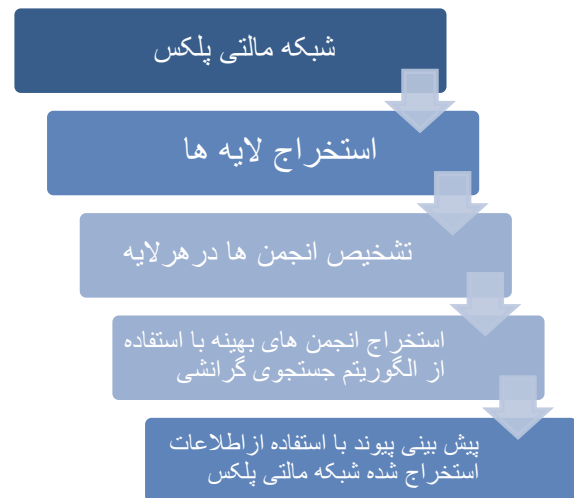 شبکه مالتی پلکس
استخراج لایه ها
تشخیص انجمن ها درهرلایه
استخراج انجمن های بهینه با استفاده
از الگوریتم جستجوی گرانشی
پیش بینی پیوند با استفاده ازاطلاعات
استخراج شده شبکه مالتی پلکس